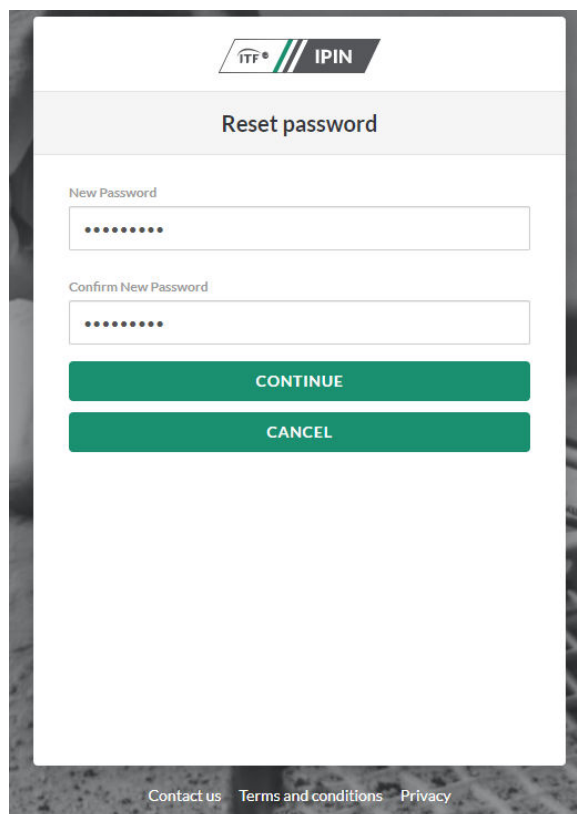 ITF® IPIN
Reset password
New Password
•••••••••
Confirm New Password
•••••••••
CONTINUE
CANCEL
Contact us Terms and conditions Privacy